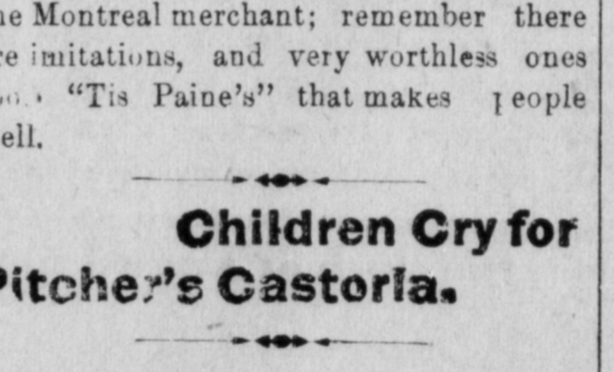 Montreal merchant; remember there
imitations, and very worthless ones
“Tis Paine's” that makes people
ell.
Children Cry for
Pitcher's Castoria.